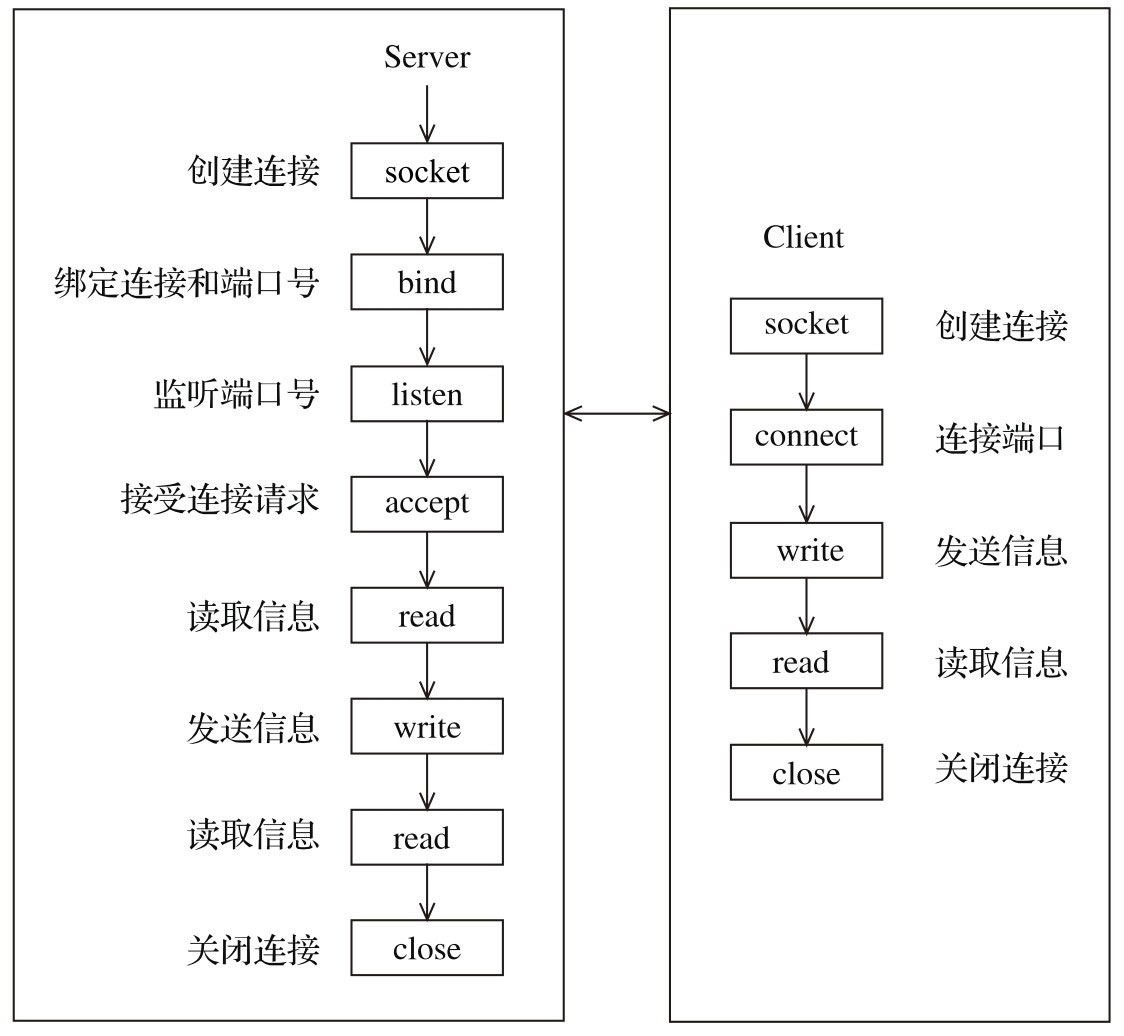 Server
创建连接 socket
绑定连接和端口号 bind
监听端口号 listen
接受连接请求 accept
读取信息 read
发送信息 write
读取信息 read
关闭连接 close
Client
socket 创建连接
connect 连接端口
write 发送信息
read 读取信息
close 关闭连接